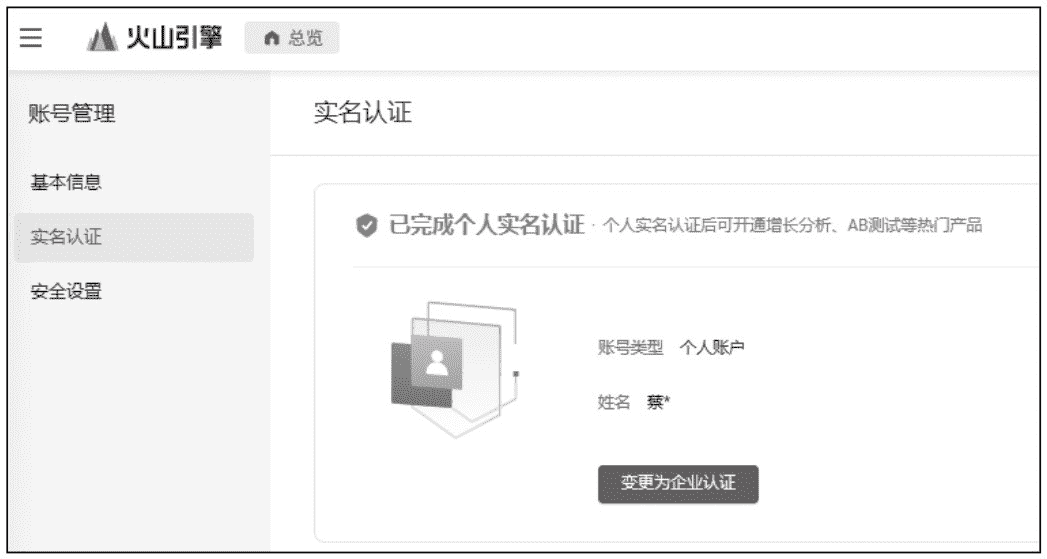 火山引擎 总览
账号管理
基本信息
实名认证
安全设置
实名认证
已完成个人实名认证 · 个人实名认证后可开通增长分析、AB测试等热门产品
账号类型 个人账户
姓名 蔡*
变更为企业认证